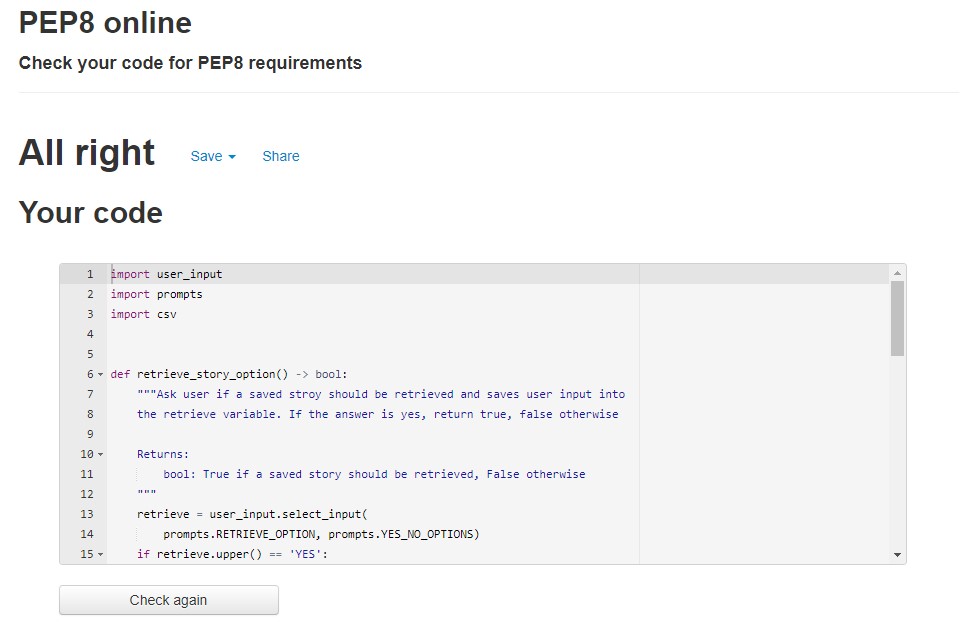 PEP8 online
Check your code for PEP8 requirements
All right Save Share
Your code
1 import user_input
2 import prompts
3 import csv
4
5
6 def retrieve_story_option() -> bool:
7 """Ask user if a saved stroy should be retrieved and saves user input into
8 the retrieve variable. If the answer is yes, return true, false otherwise
9
10 Returns:
11 bool: True if a saved story should be retrieved, False otherwise
12 """
13 retrieve = user_input.select_input(
14 prompts.RETRIEVE_OPTION, prompts.YES_NO_OPTIONS)
15 if retrieve.upper() == 'YES':
Check again